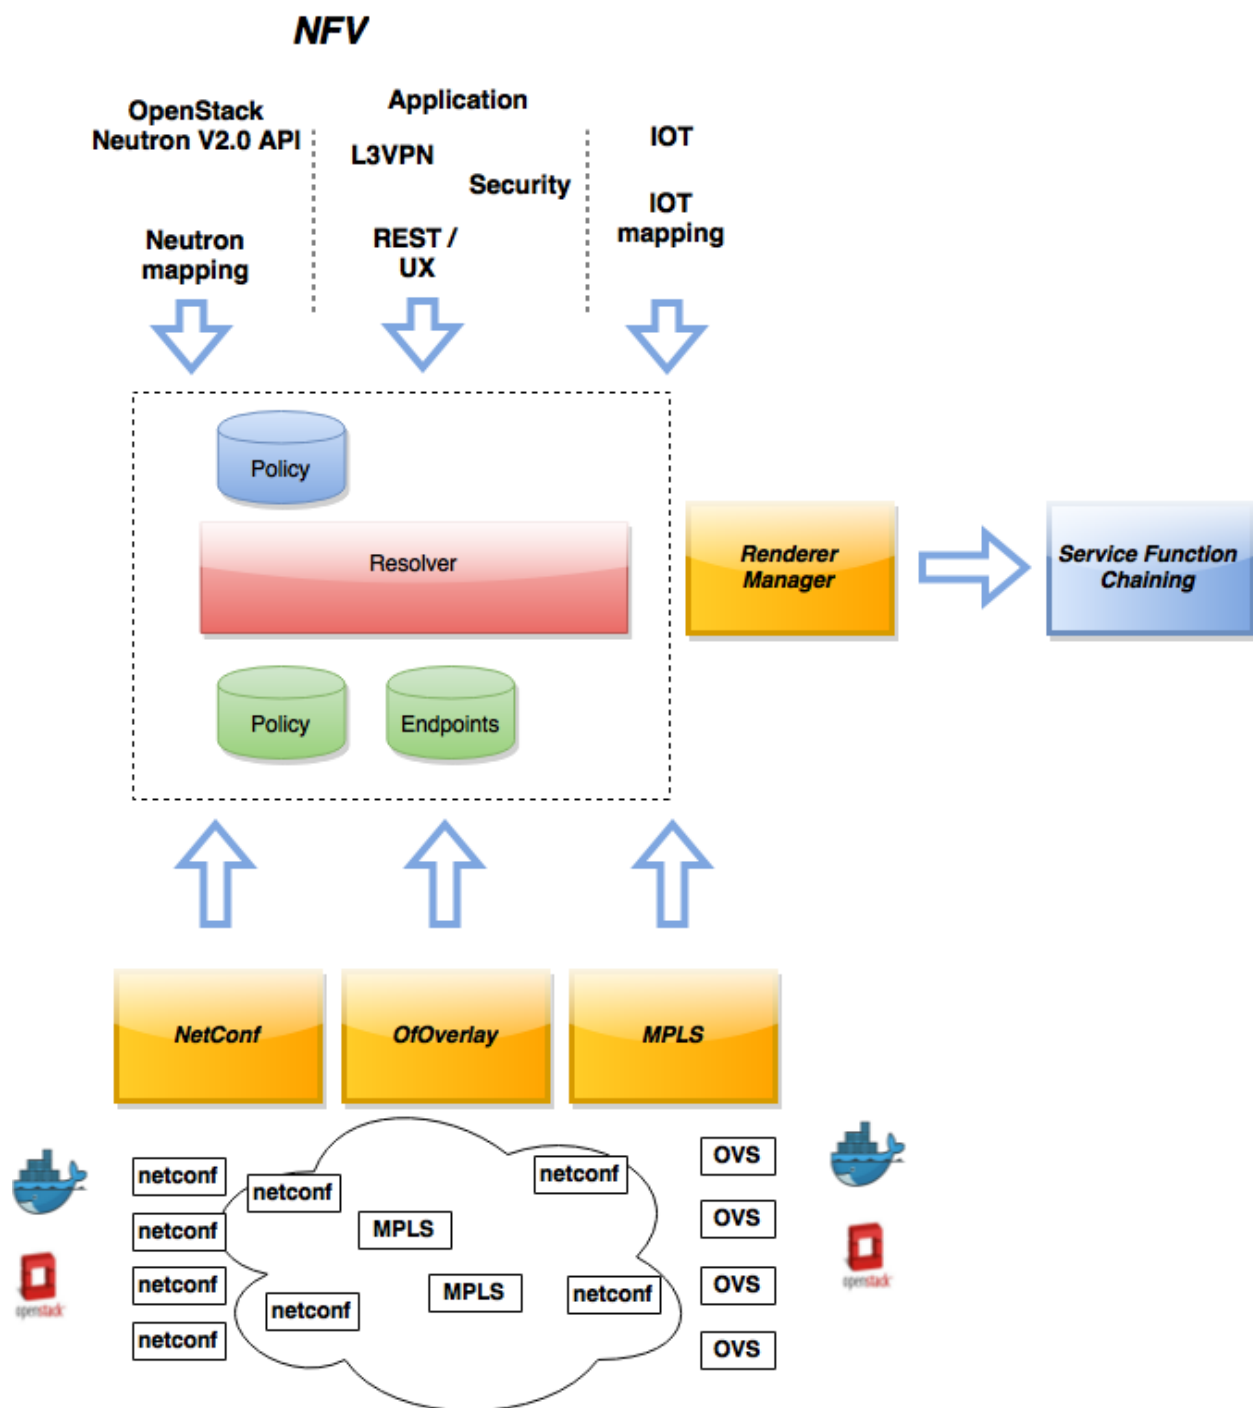 NFV
OpenStack
Neutron V2.0 API
Neutron
mapping
Application
L3VPN
Security
REST /
UX
IOT
IOT
mapping
Policy
Resolver
Policy
Endpoints
Renderer
Manager
Service Function
Chaining
NetConf
OfOverlay
MPLS
netconf
netconf
netconf
netconf
netconf
netconf
MPLS
MPLS
netconf
netconf
OVS
OVS
OVS
OVS
openstack
openstack